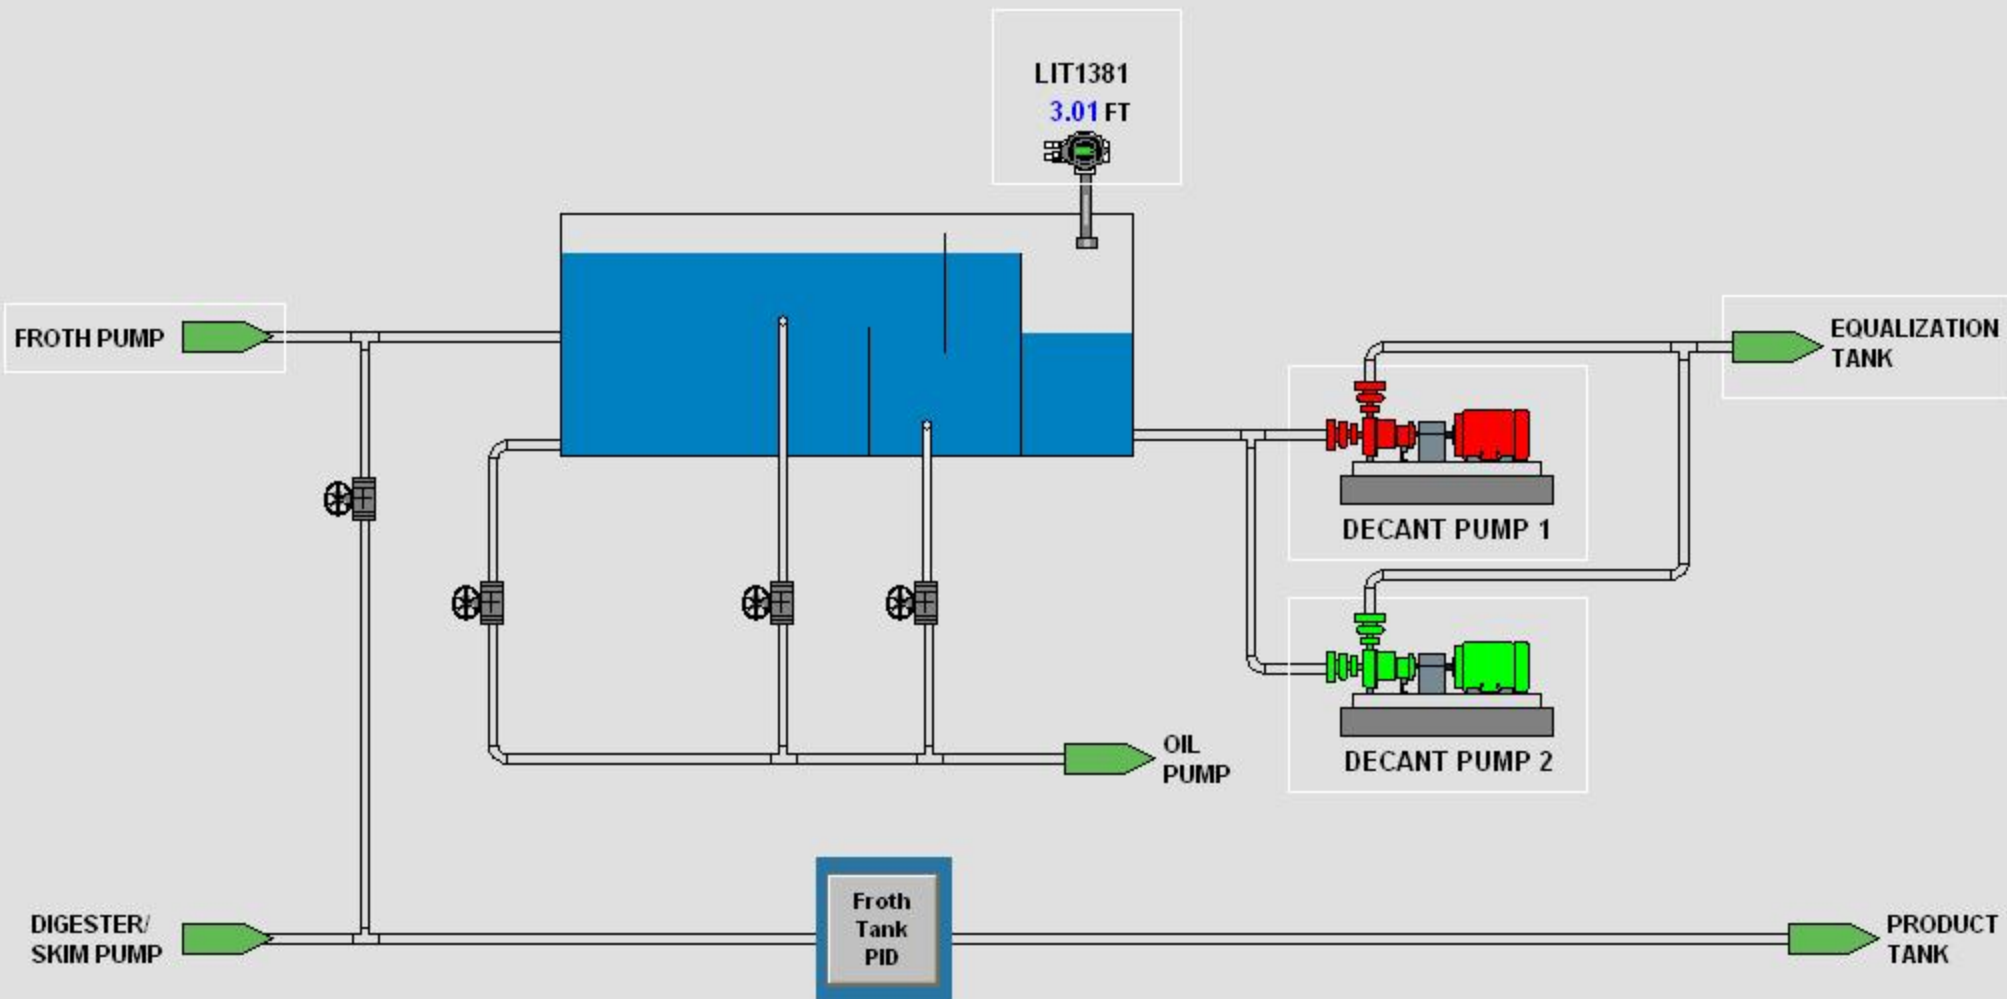 LIT1381
3.01 FT
FROTH PUMP
EQUALIZATION
TANK
DECANT PUMP 1
DECANT PUMP 2
OIL
PUMP
DIGESTER/
SKIM PUMP
Froth
Tank
PID
PRODUCT
TANK